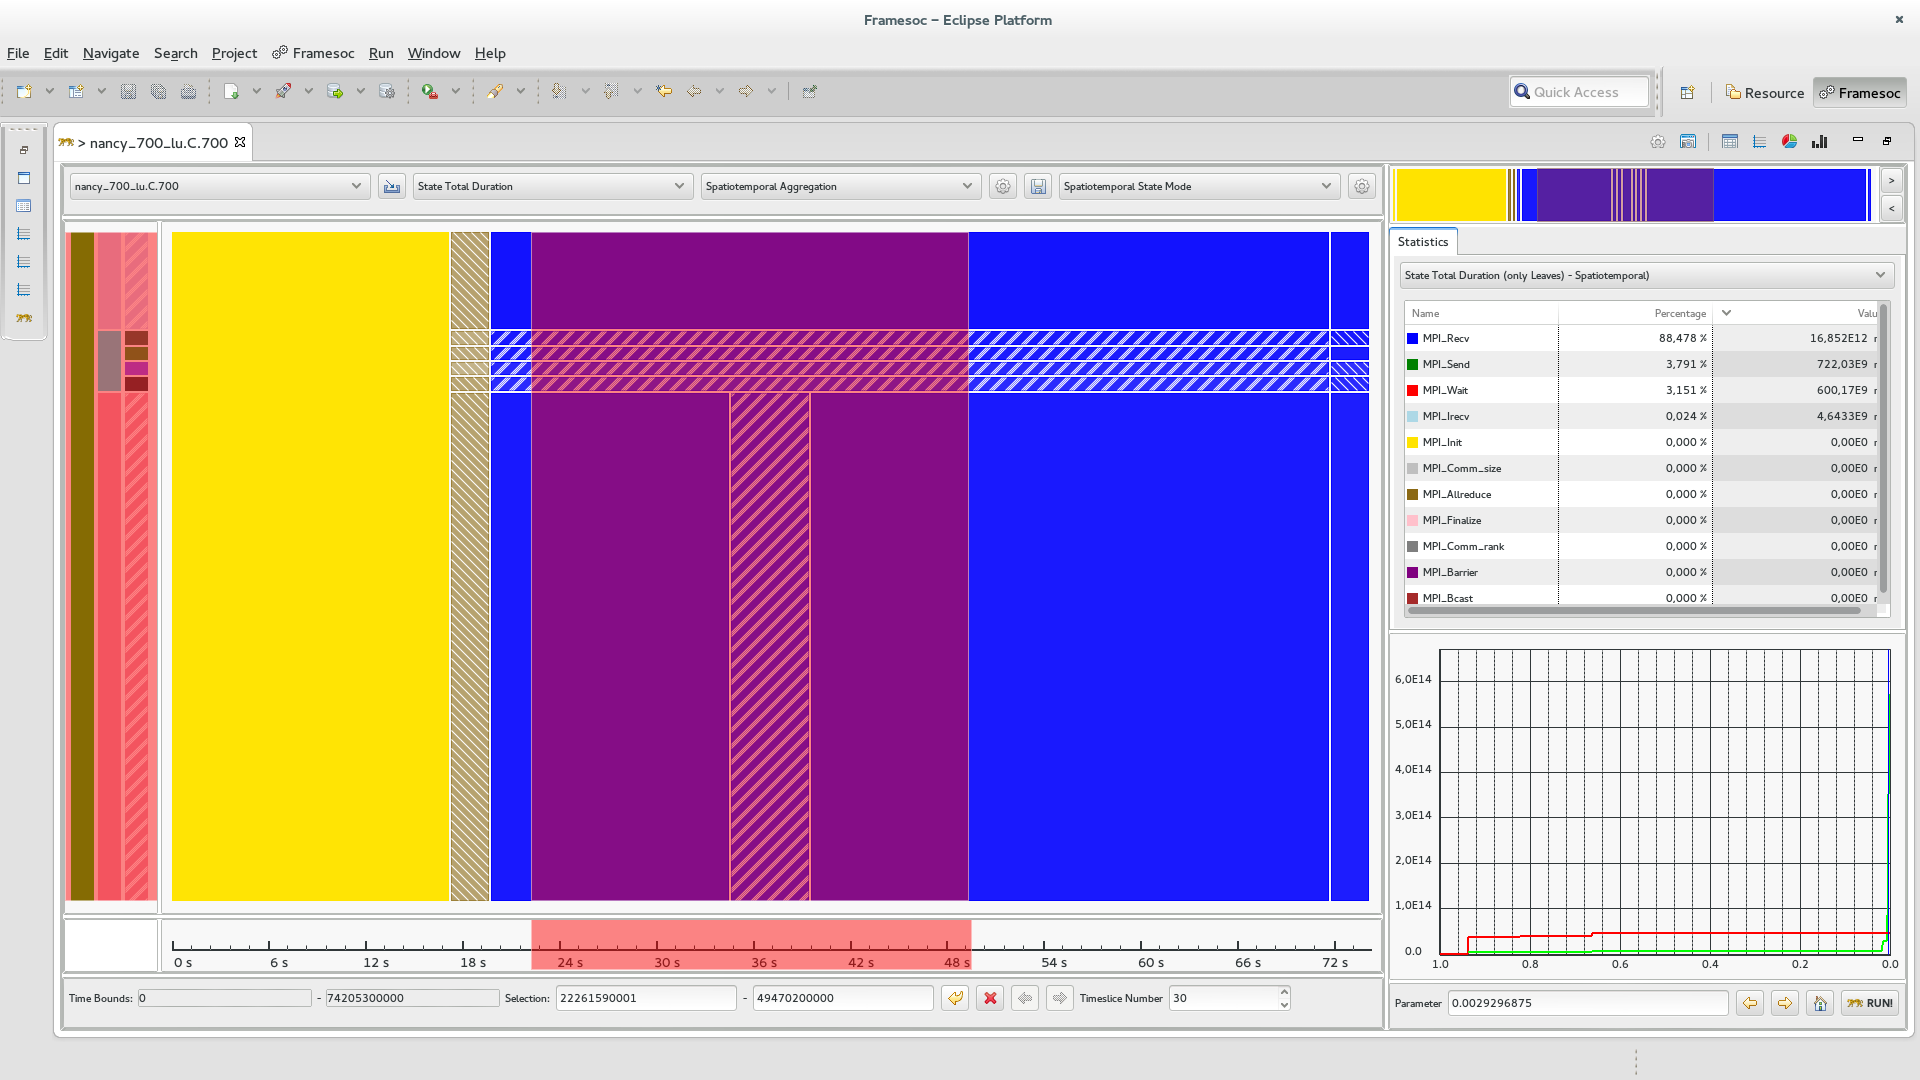 Framesoc – Eclipse Platform
File Edit Navigate Search Project Framesoc Run Window Help
Quick Access Resource Framesoc
> nancy_700_lu.C.700
nancy_700_lu.C.700 State Total Duration Spatiotemporal Aggregation Spatiotemporal State Mode
>
<
Statistics
State Total Duration (only Leaves) - Spatiotemporal)
Name Percentage Valu
MPI_Recv 88,478 % 16,852E12
MPI_Send 3,791 % 722,03E9
MPI_Wait 3,151 % 600,17E9
MPI_Irecv 0,024 % 4,6433E9
MPI_Init 0,000 % 0,00E0
MPI_Comm_size 0,000 % 0,00E0
MPI_Allreduce 0,000 % 0,00E0
MPI_Finalize 0,000 % 0,00E0
MPI_Comm_rank 0,000 % 0,00E0
MPI_Barrier 0,000 % 0,00E0
MPI_Bcast 0,000 % 0,00E0
6,0E14
5,0E14
4,0E14
3,0E14
2,0E14
1,0E14
0.0
1.0 0.8 0.6 0.4 0.2 0.0
0 s 6 s 12 s 18 s 24 s 30 s 36 s 42 s 48 s 54 s 60 s 66 s 72 s
Time Bounds: 0 - 74205300000 Selection: 22261590001 - 49470200000 Timeslice Number 30
Parameter 0.0029296875 RUN!